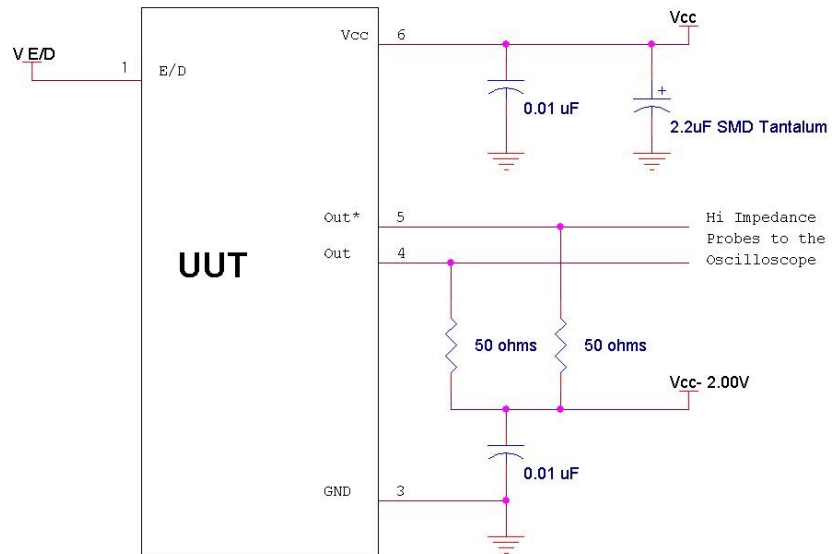 Vcc
6
Vcc
V E/D
1
E/D
0.01 uF
2.2uF SMD Tantalum
+
Out*
5
Hi Impedance
Probes to the
Oscilloscope
Out
4
UUT
50 ohms
50 ohms
Vcc- 2.00V
0.01 uF
GND
3